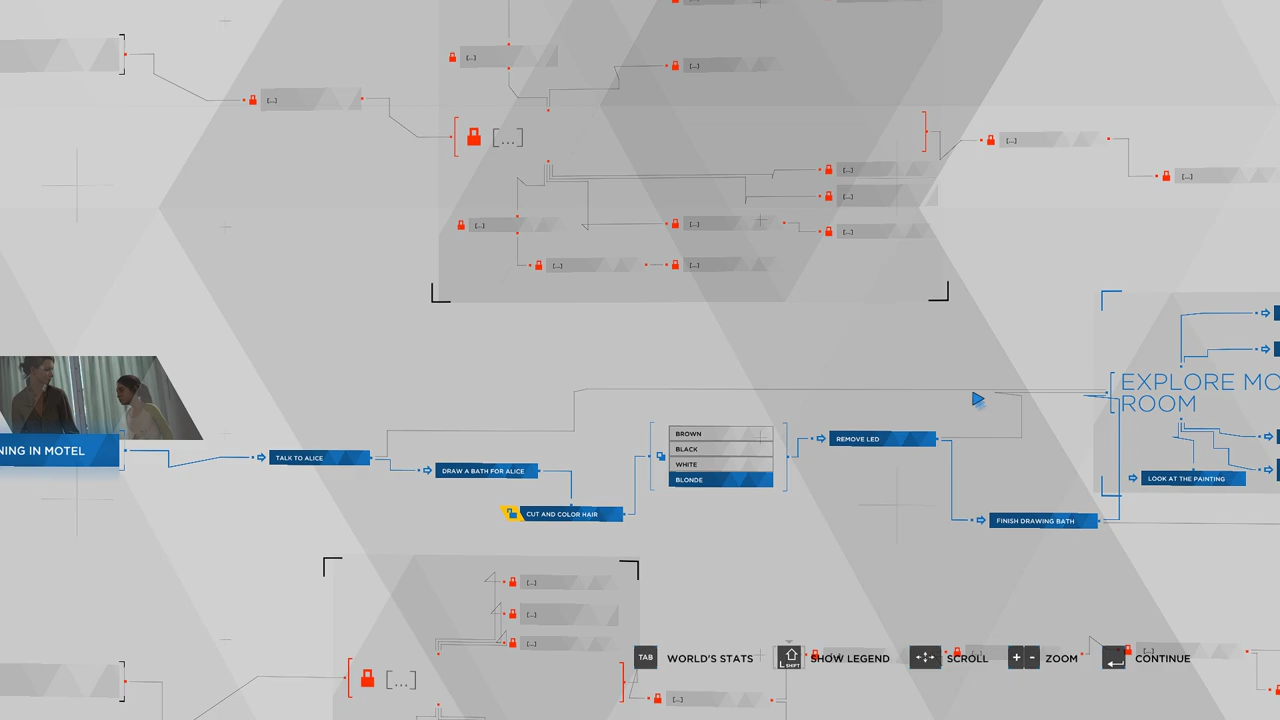 [...]
[...]
[...]
[...]
[...]
[...]
[...]
[...]
[...]
[...]
[...]
[...]
[...]
EXPLORE MO
ROOM
NING IN MOTEL
TALK TO ALICE
DRAW A BATH FOR ALICE
CUT AND COLOR HAIR
BROWN
BLACK
WHITE
BLONDE
REMOVE LED
FINISH DRAWING BATH
LOOK AT THE PAINTING
[...]
[...]
[...]
[...]
[...]
TAB WORLD'S STATS
L SHIFT SHOW LEGEND
SCROLL
+ - ZOOM
CONTINUE